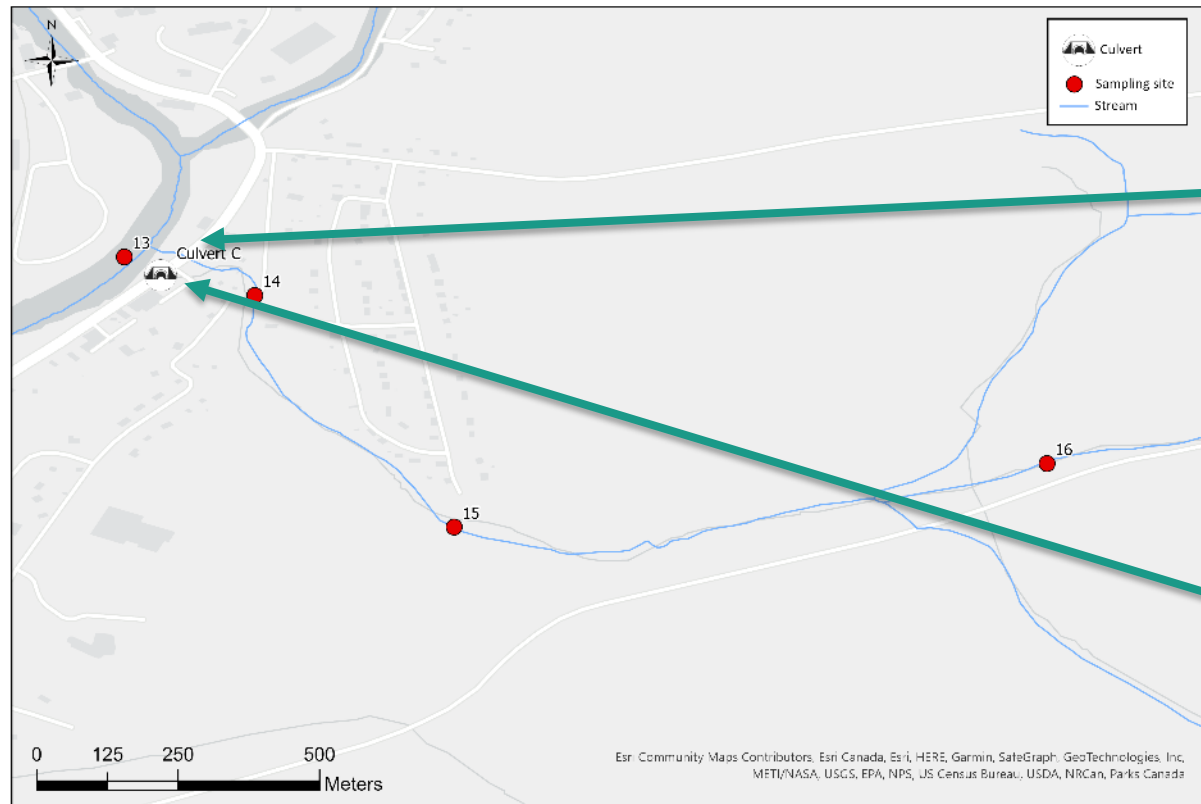 N
Culvert
Sampling site
Stream
13
Culvert C
14
16
15
0 125 250 500
Meters
Esri Community Maps Contributors, Esri Canada, Esri, HERE, Garmin, SafeGraph, GeoTechnologies, Inc,
METI/NASA, USGS, EPA, NPS, US Census Bureau, USDA, NRCan, Parks Canada